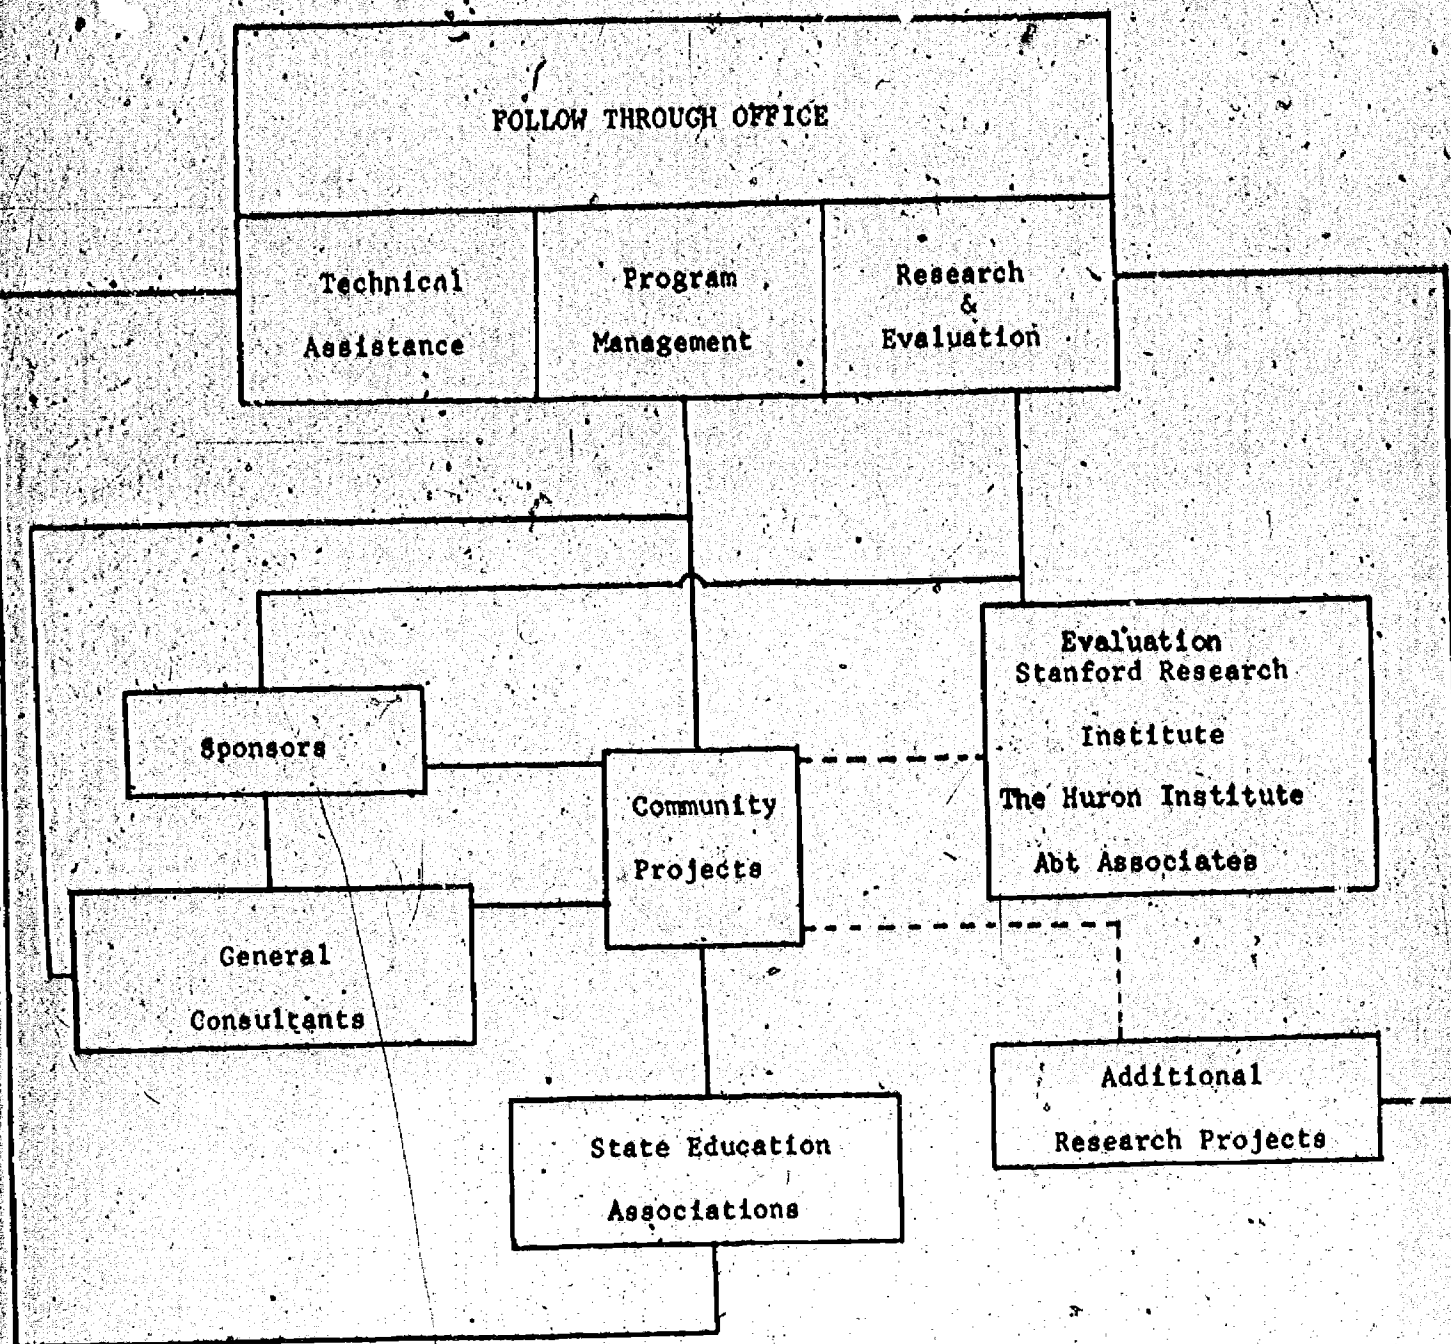 FOLLOW THROUGH OFFICE
Technical
Assistance
Program
Management
Research
&
Evaluation
Sponsors
Community
Projects
Evaluation
Stanford Research
Institute
The Huron Institute
Abt Associates
General
Consultants
State Education
Associations
Additional
Research Projects